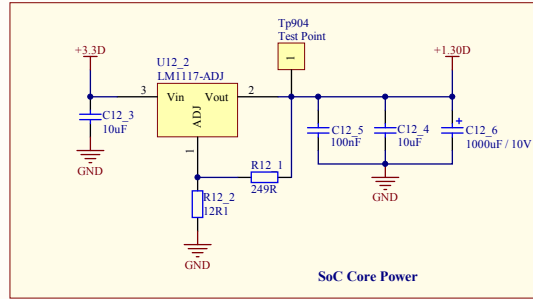 Tp904
Test Point
+3.3D
+1.30D
1
U12_2
LM1117-ADJ
3
Vin
Vout
2
ADJ
1
C12_3
10uF
GND
C12_5
100nF
C12_4
10uF
C12_6
1000uF / 10V
R12_1
249R
R12_2
12R1
GND
GND
SoC Core Power